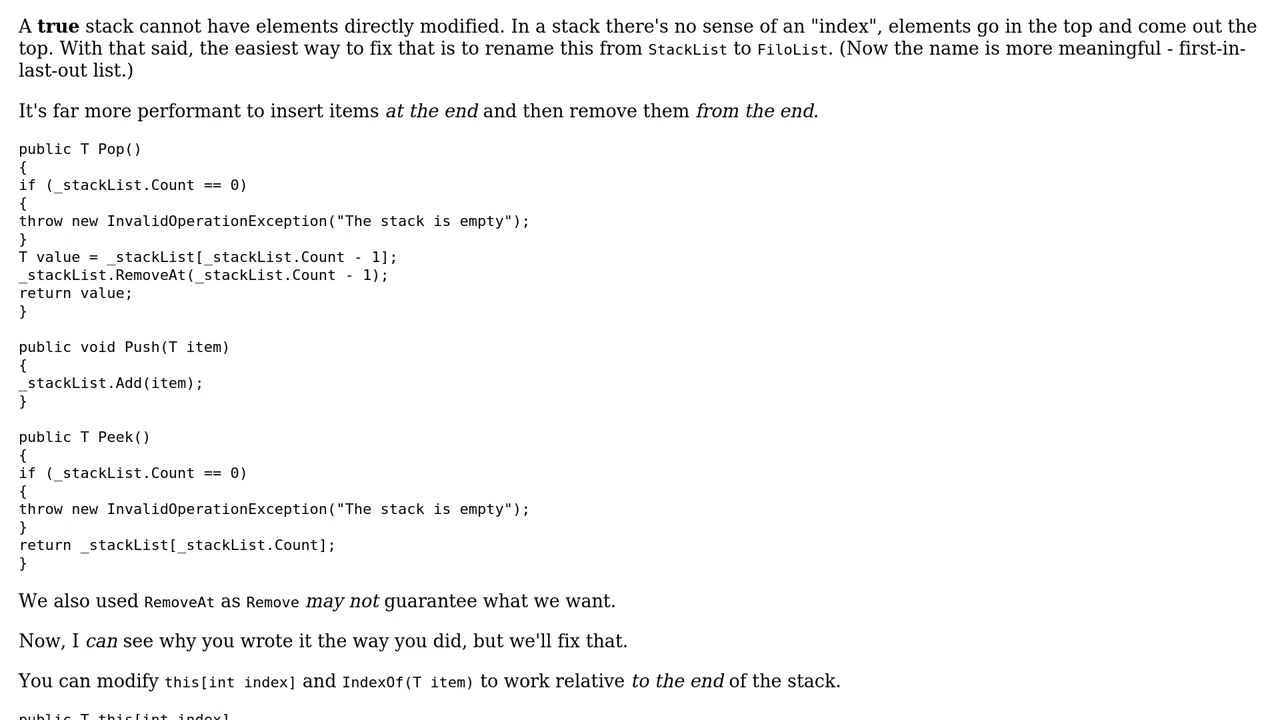 A true stack cannot have elements directly modified. In a stack there's no sense of an "index", elements go in the top and come out the
top. With that said, the easiest way to fix that is to rename this from StackList to FiloList. (Now the name is more meaningful - first-in-
last-out list.)
It's far more performant to insert items at the end and then remove them from the end.
public T Pop()
{
if (_stackList.Count == 0)
{
throw new InvalidOperationException("The stack is empty");
}
T value = _stackList[_stackList.Count - 1];
_stackList.RemoveAt(_stackList.Count - 1);
return value;
}
public void Push(T item)
{
_stackList.Add(item);
}
public T Peek()
{
if (_stackList.Count == 0)
{
throw new InvalidOperationException("The stack is empty");
}
return _stackList[_stackList.Count];
}
We also used RemoveAt as Remove may not guarantee what we want.
Now, I can see why you wrote it the way you did, but we'll fix that.
You can modify this[int index] and IndexOf(T item) to work relative to the end of the stack.
public T this[int index]